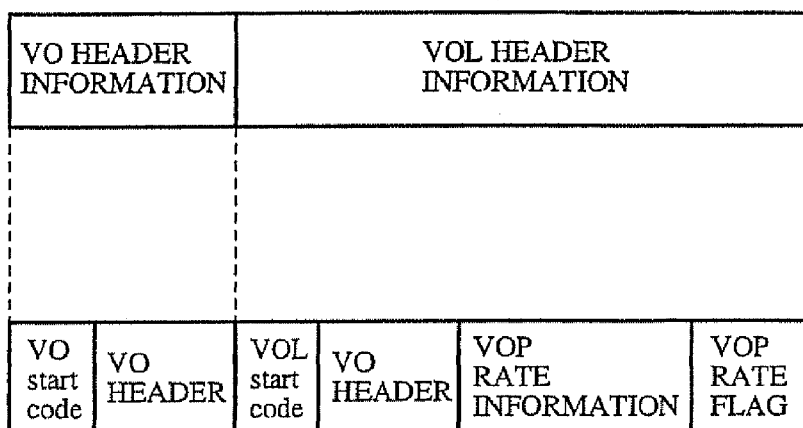 VO HEADER
INFORMATION
VOL HEADER
INFORMATION
VO
start
code
VO
HEADER
VOL
start
code
VO
HEADER
VOP
RATE
INFORMATION
VOP
RATE
FLAG